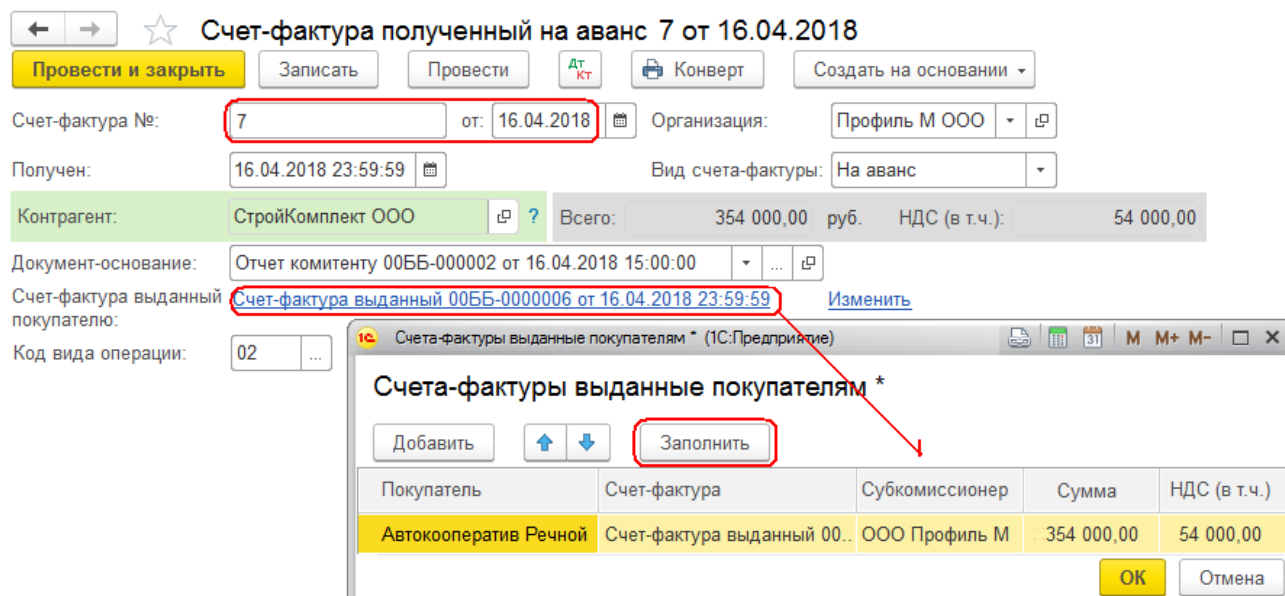 Счет-фактура полученный на аванс 7 от 16.04.2018
Провести и закрыть Записать Провести Дт Кт Конверт Создать на основании
Счет-фактура №: 7 от: 16.04.2018 Организация: Профиль М ООО
Получен: 16.04.2018 23:59:59 Вид счета-фактуры: На аванс
Контрагент: СтройКомплект ООО ? Всего: 354 000,00 руб. НДС (в т.ч.): 54 000,00
Документ-основание: Отчет комитенту 00ББ-000002 от 16.04.2018 15:00:00 ...
Счет-фактура выданный покупателю: Счет-фактура выданный 00ББ-0000006 от 16.04.2018 23:59:59 Изменить
Код вида операции: 02 ...
1С Счета-фактуры выданные покупателям * (1С:Предприятие) 31 M M+ M-
Счета-фактуры выданные покупателям *
Добавить Заполнить
Покупатель Счет-фактура Субкомиссионер Сумма НДС (в т.ч.)
Автокооператив Речной Счет-фактура выданный 00... ООО Профиль М 354 000,00 54 000,00
ОК Отмена